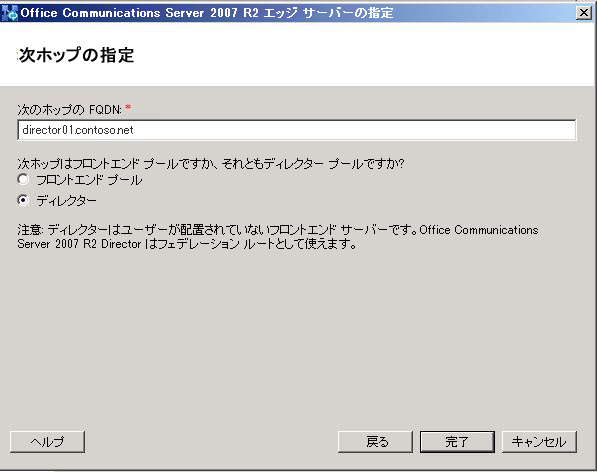 Office Communications Server 2007 R2 エッジ サーバーの指定
次ホップの指定
次のホップの FQDN: *
director01.contoso.net
次ホップはフロントエンド プールですか、それともディレクター プールですか?
フロントエンド プール
ディレクター
注意: ディレクターはユーザーが配置されていないフロントエンド サーバーです。Office Communications
Server 2007 R2 Director はフェデレーション ルートとして使えます。
ヘルプ
戻る
完了
キャンセル